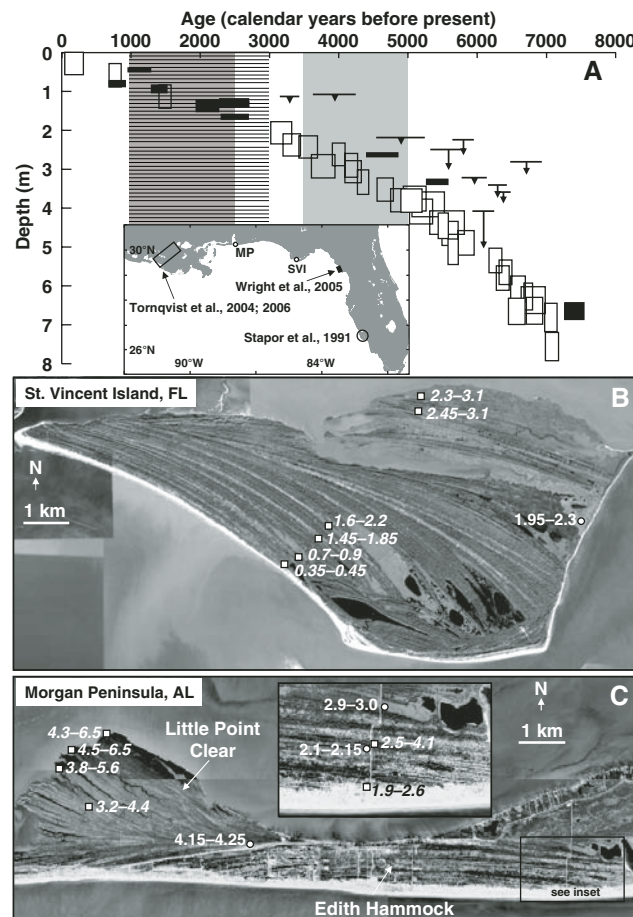 Age (calendar years before present)
0 1000 2000 3000 4000 5000 6000 7000 8000
A
Depth (m)
0
1
2
3
4
5
6
7
8
30°N
MP
SVI
Wright et al., 2005
Tornqvist et al., 2004; 2006
Stapor et al., 1991
26°N
90°W
84°W
St. Vincent Island, FL
B
2.3–3.1
2.45–3.1
N
1 km
1.95–2.3
1.6–2.2
1.45–1.85
0.7–0.9
0.35–0.45
Morgan Peninsula, AL
C
N
1 km
2.9–3.0
2.1–2.15
2.5–4.1
1.9–2.6
4.3–6.5
4.5–6.5
3.8–5.6
3.2–4.4
Little Point
Clear
4.15–4.25
Edith Hammock
see inset